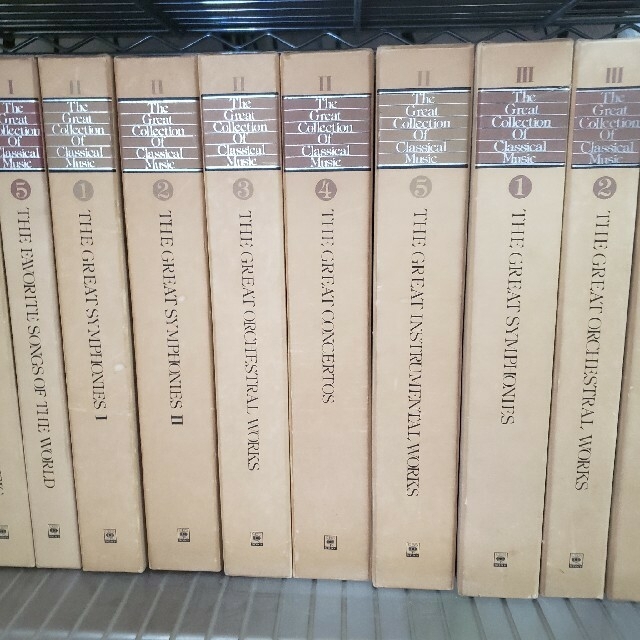 I
The
Great
Collection
Of
Classical
Music
5
THE FAVORITE SONGS OF THE WORLD
II
The
Great
Collection
Of
Classical
Music
1
THE GREAT SYMPHONIES I
II
The
Great
Collection
Of
Classical
Music
2
THE GREAT SYMPHONIES II
II
The
Great
Collection
Of
Classical
Music
3
THE GREAT ORCHESTRAL WORKS
II
The
Great
Collection
Of
Classical
Music
4
THE GREAT CONCERTOS
II
The
Great
Collection
Of
Classical
Music
5
THE GREAT INSTRUMENTAL WORKS
III
The
Great
Collection
Of
Classical
Music
1
THE GREAT SYMPHONIES
III
The
Great
Collection
Of
Classical
Music
2
THE GREAT ORCHESTRAL WORKS